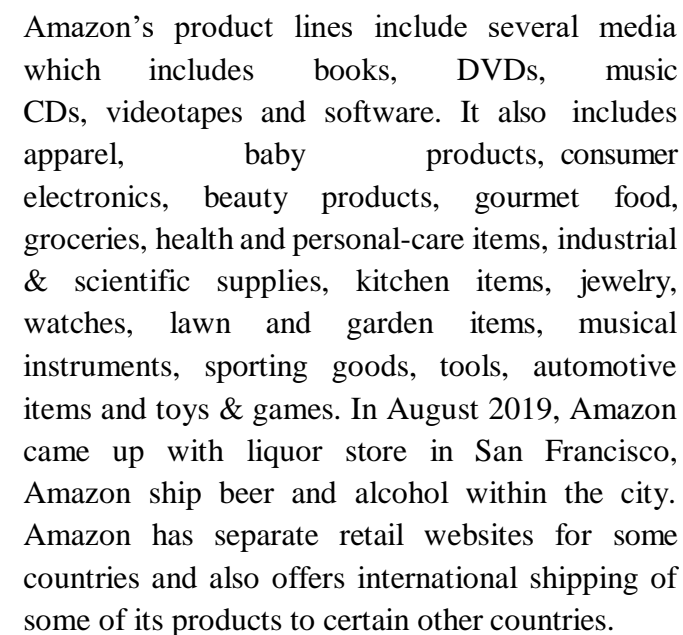 Amazon’s product lines include several media
which includes books, DVDs, music
CDs, videotapes and software. It also includes
apparel, baby products, consumer
electronics, beauty products, gourmet food,
groceries, health and personal-care items, industrial
& scientific supplies, kitchen items, jewelry,
watches, lawn and garden items, musical
instruments, sporting goods, tools, automotive
items and toys & games. In August 2019, Amazon
came up with liquor store in San Francisco,
Amazon ship beer and alcohol within the city.
Amazon has separate retail websites for some
countries and also offers international shipping of
some of its products to certain other countries.